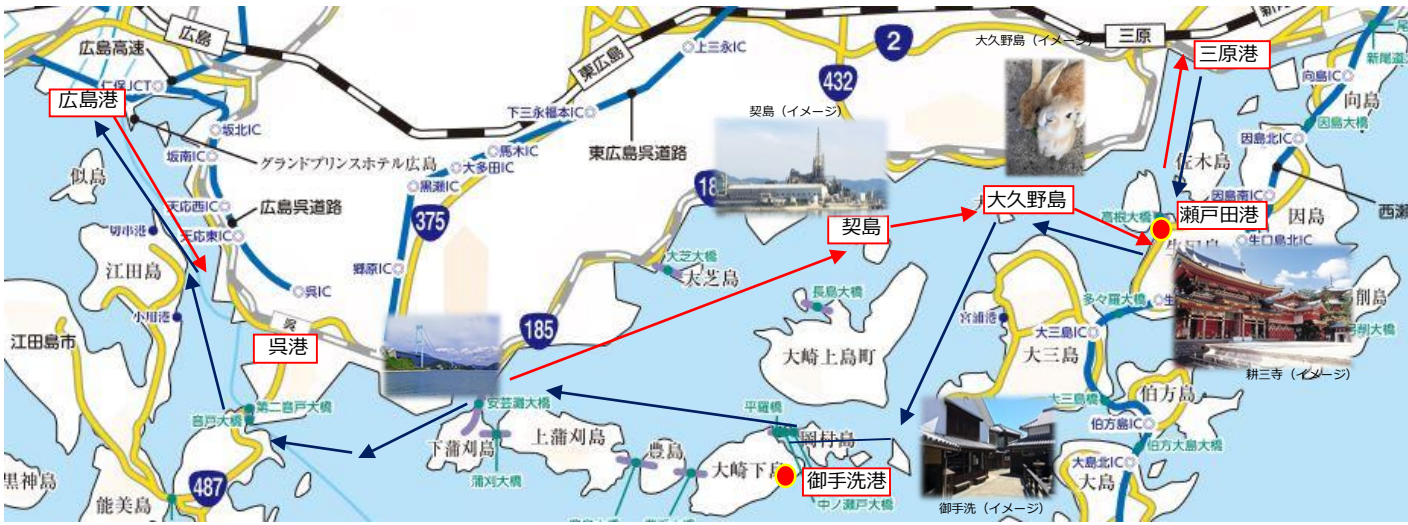 広島
広島高速
仁保JCT
広島港
坂北IC
坂南IC
グランドプリンスホテル広島
似島
天応西IC
広島呉道路
切串港
天応東IC
江田島
呉IC
小用港
呉
江田島市
呉港
第二音戸大橋
音戸大橋
487
黒神島
能美島
上三永IC
東広島
下三永福本IC
馬木IC
大多田IC
黒瀬IC
東広島呉道路
375
郷原IC
185
2
432
契島（イメージ）
18
大久野島（イメージ）
三原
三原港
新尾道
向島IC
向島
因島大橋
因島北IC
佐木島
因島南IC
西瀬
因島
高根大橋
瀬戸田港
生口島北IC
大久野島
契島
大芝大橋
大芝島
長島大橋
大崎上島町
宮浦港
多々羅大橋
大三島IC
大三島
削島
弓削大橋
耕三寺（イメージ）
大三島橋
伯方島
伯方島IC
伯方大島大橋
大島北IC
大島
安芸灘大橋
下蒲刈島
上蒲刈島
蒲刈大橋
豊島
平羅橋
岡村島
大崎下島
御手洗港
中ノ瀬戸大橋
御手洗（イメージ）